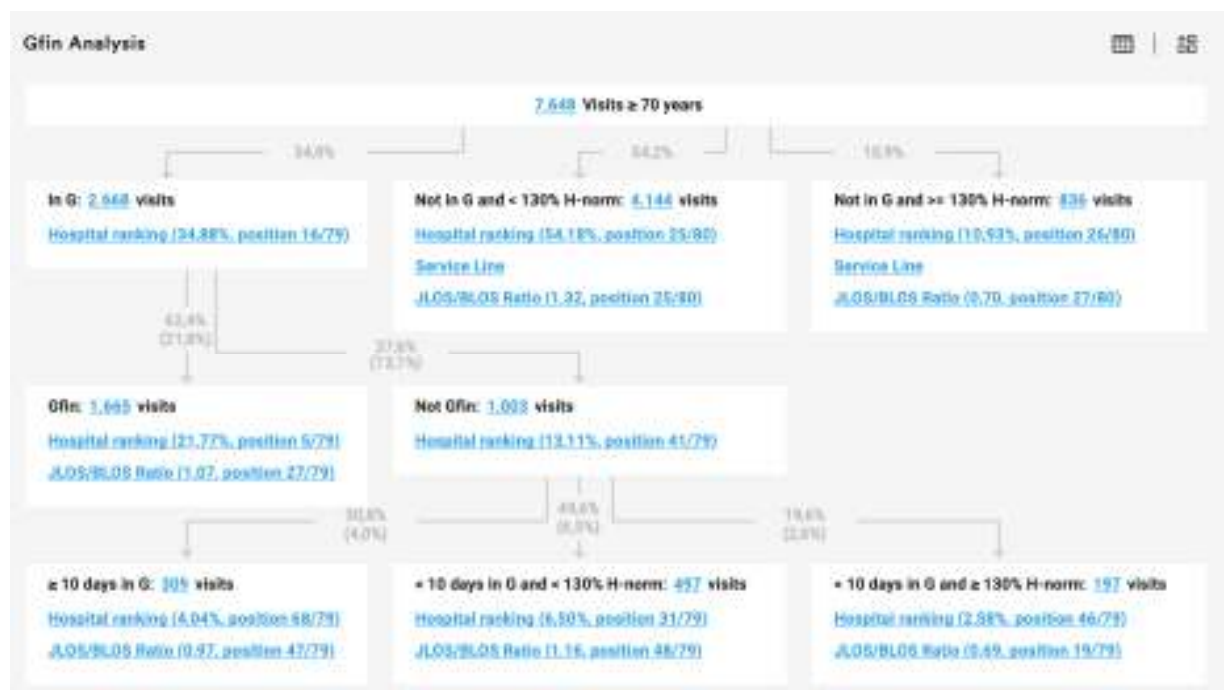 Gfin Analysis
7.648 Visits ≥ 70 years
34,9% 54,2% 10,9%
In G: 2.668 visits
Hospital ranking (34,88%, position 16/79)
Not in G and < 130% H-norm: 4.144 visits
Hospital ranking (54,18%, position 25/80)
Service Line
JLOS/BLOS Ratio (1.32, position 25/80)
Not in G and >= 130% H-norm: 836 visits
Hospital ranking (10,93%, position 26/80)
Service Line
JLOS/BLOS Ratio (0.70, position 27/80)
62,4%
(21,8%)
37,6%
(13,1%)
Gfin: 1.665 visits
Hospital ranking (21,77%, position 5/79)
JLOS/BLOS Ratio (1.07, position 27/79)
Not Gfin: 1.003 visits
Hospital ranking (13,11%, position 41/79)
30,8%
(4,0%)
49,6%
(6,5%)
19,6%
(2,6%)
≥ 10 days in G: 309 visits
Hospital ranking (4,04%, position 68/79)
JLOS/BLOS Ratio (0.97, position 47/79)
< 10 days in G and < 130% H-norm: 497 visits
Hospital ranking (6,50%, position 31/79)
JLOS/BLOS Ratio (1.16, position 48/79)
< 10 days in G and ≥ 130% H-norm: 197 visits
Hospital ranking (2,58%, position 46/79)
JLOS/BLOS Ratio (0.69, position 19/79)